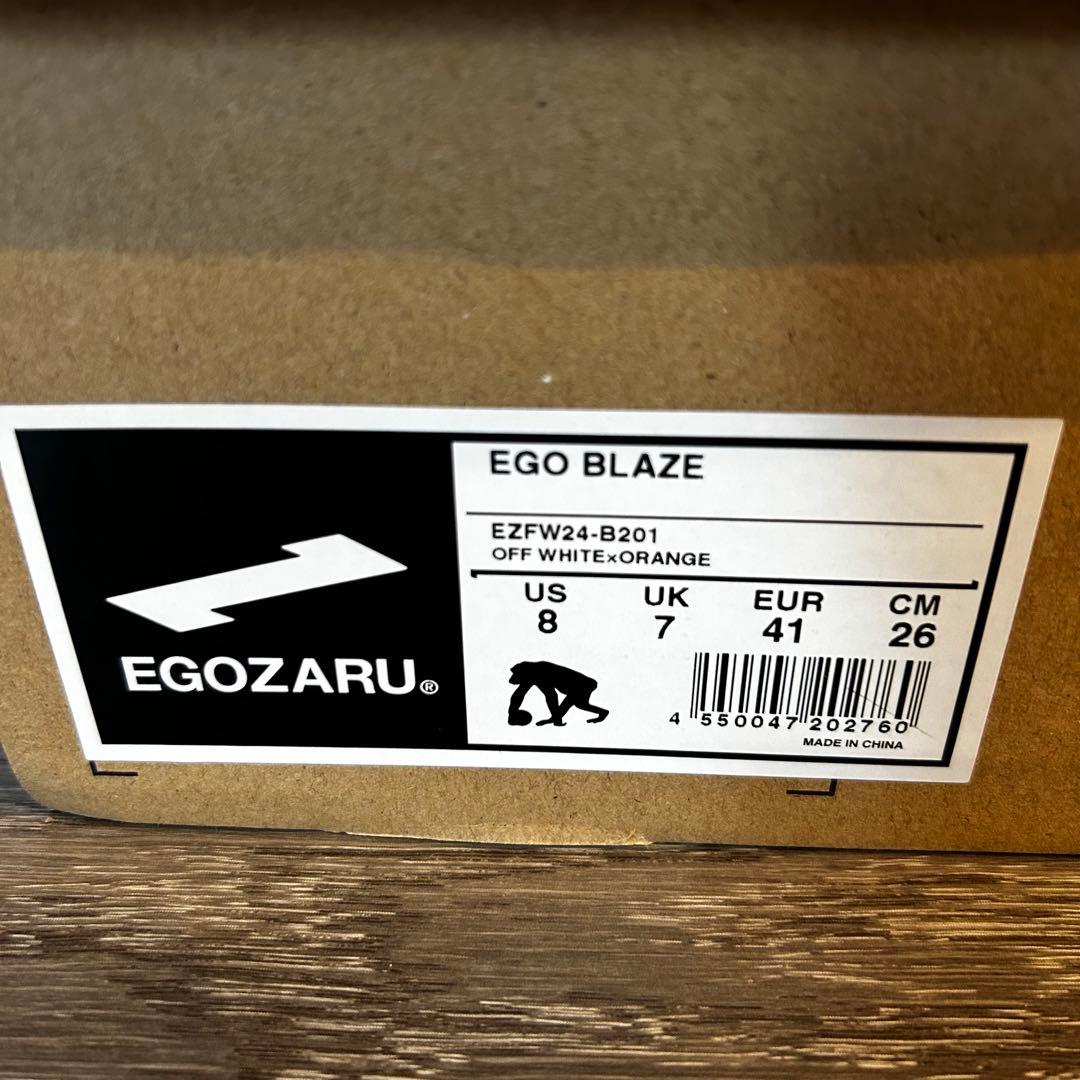 EGOZARU®
EGO BLAZE
EZFW24-B201
OFF WHITE×ORANGE
US UK EUR CM
8 7 41 26
4 550047 202760
MADE IN CHINA